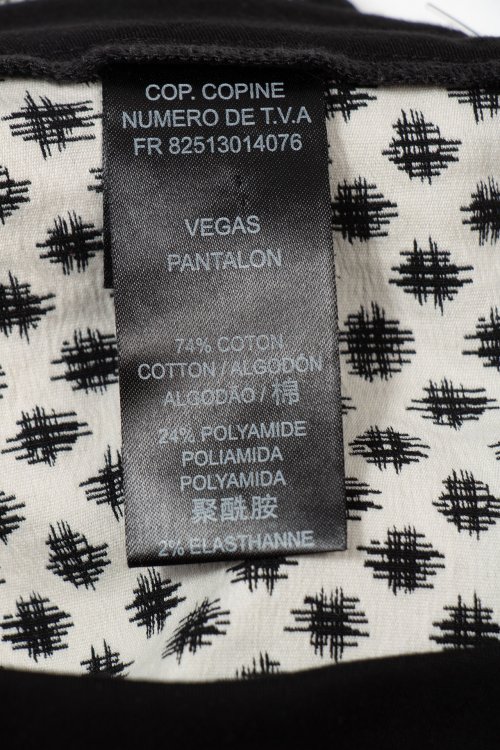 COP. COPINE
NUMERO DE T.V.A
FR 82513014076
VEGAS
PANTALON
74% COTON
COTTON / ALGODÓN
ALGODÃO / 棉
24% POLYAMIDE
POLIAMIDA
POLYAMIDA
聚酰胺
2% ELASTHANNE